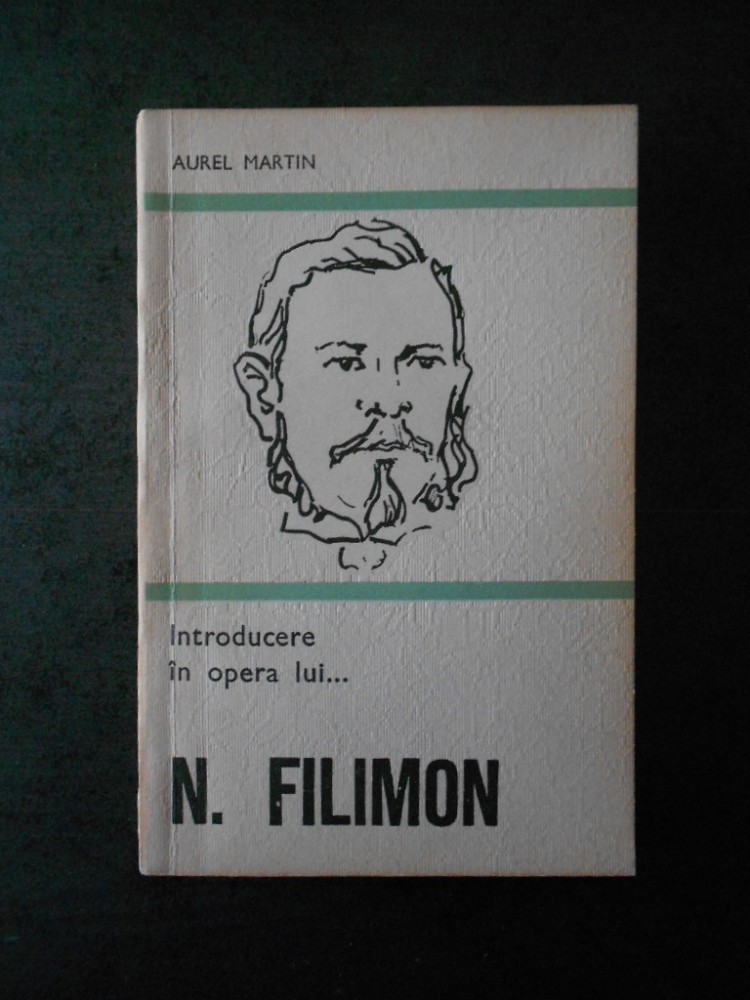 AUREL MARTIN
Introducere
în opera lui...
N. FILIMON